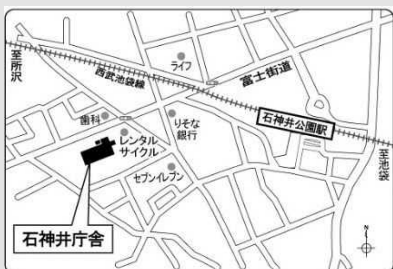 至所沢
西武池袋線
ライフ
富士街道
石神井公園駅
至池袋
歯科
レンタル
サイクル
りそな
銀行
セブンイレブン
石神井庁舎
N